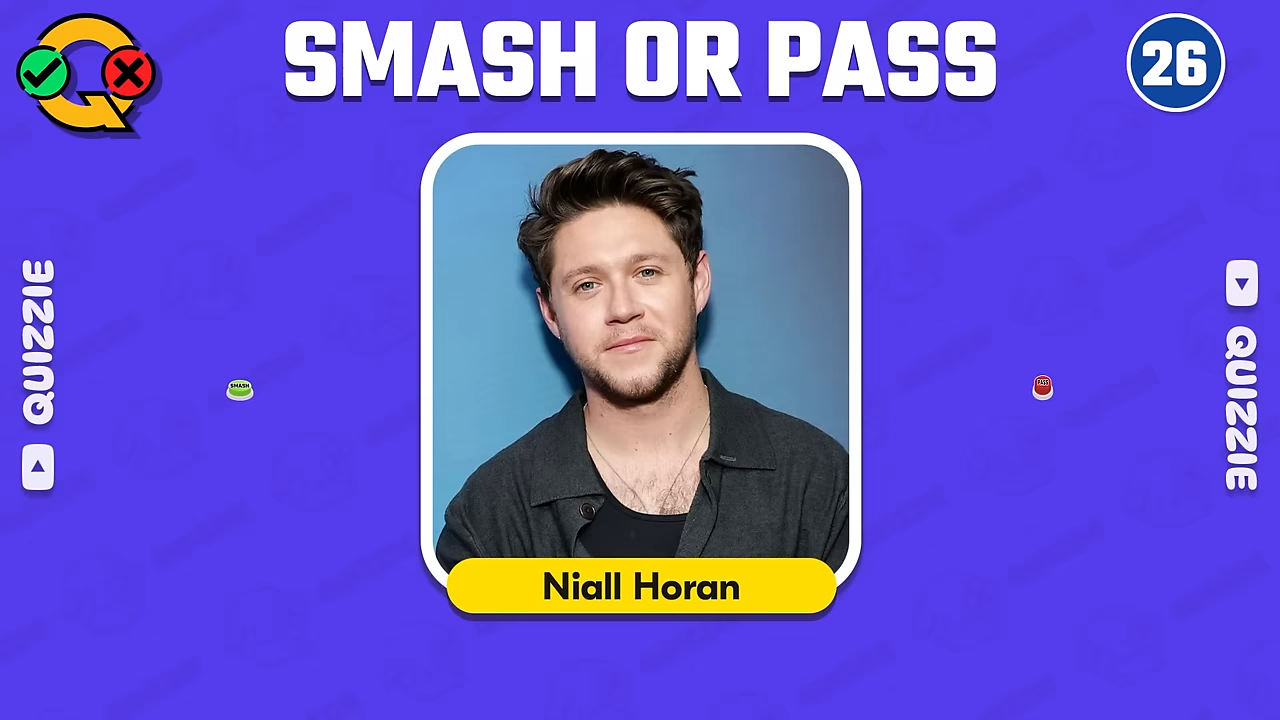 SMASH OR PASS
26
QUIZZIE
SMASH
PASS
QUIZZIE
Niall Horan